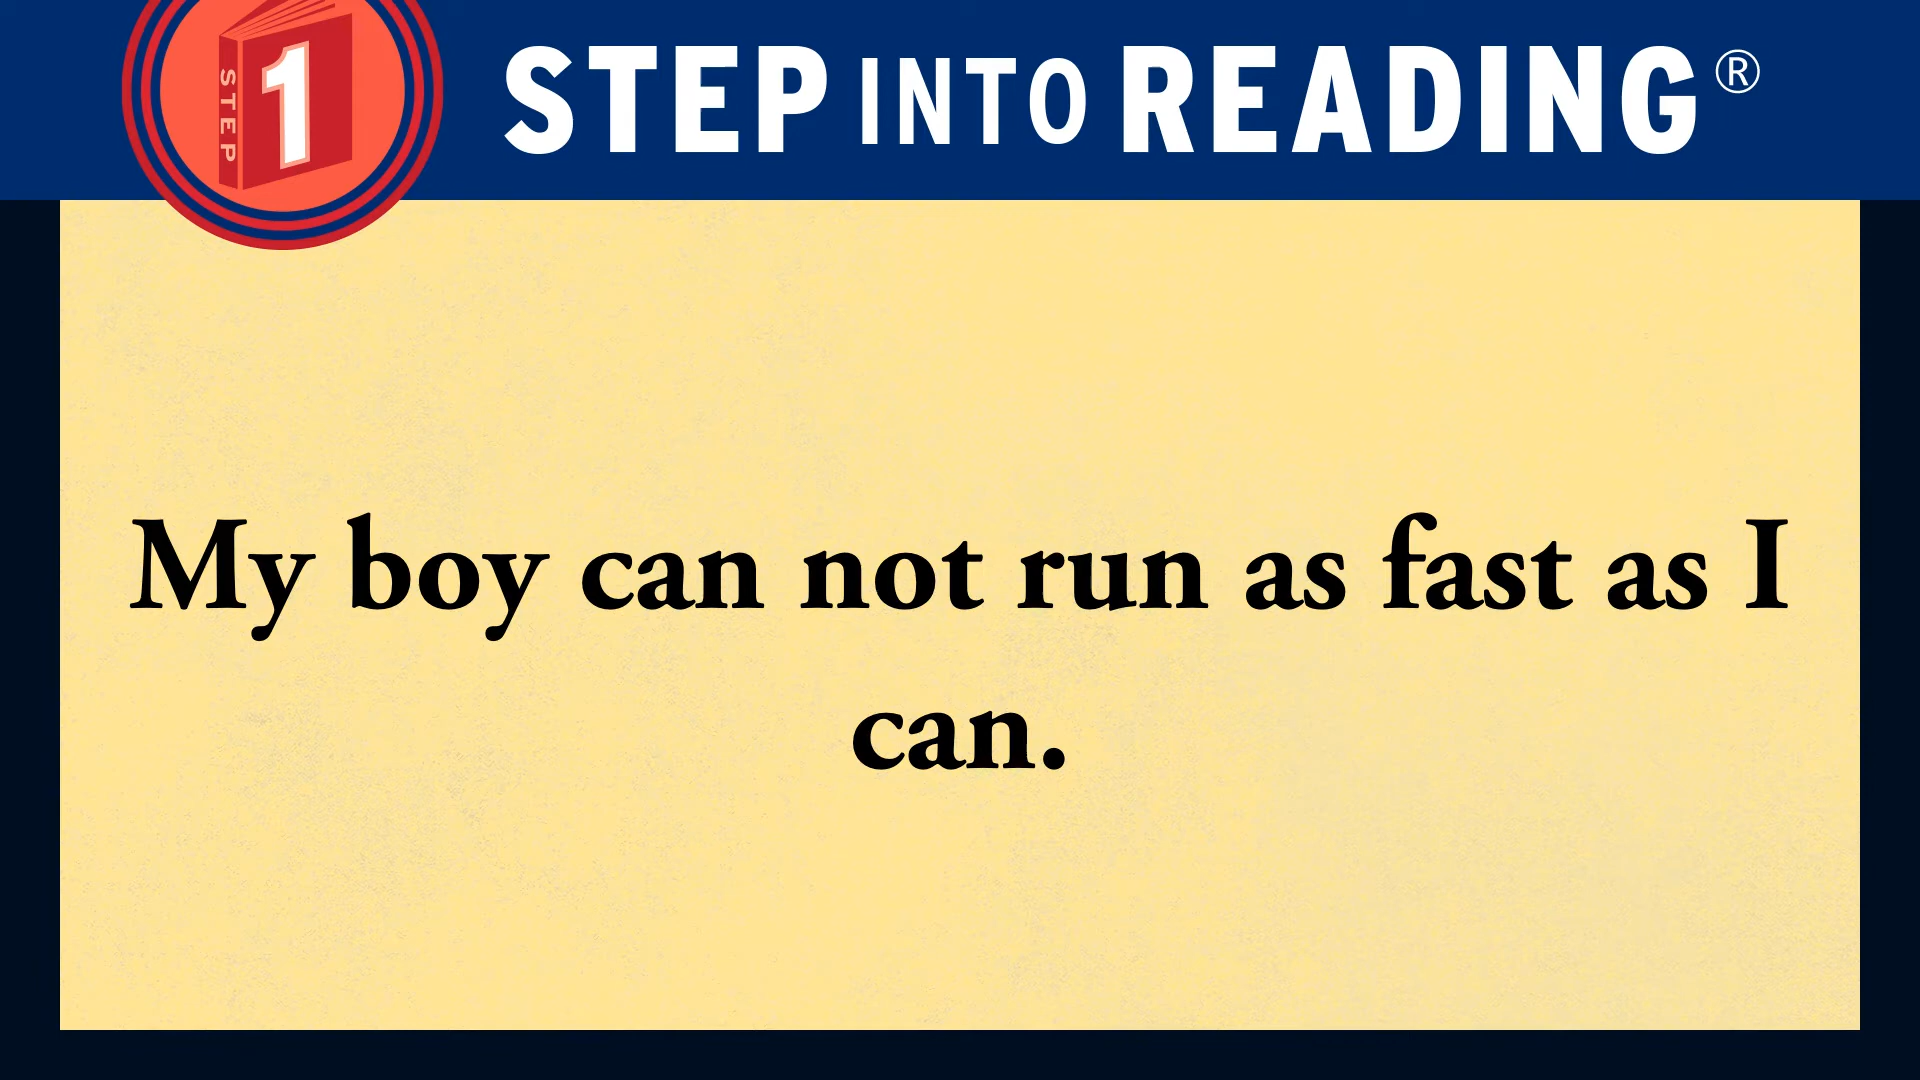 STEP 1
STEP INTO READING®
My boy can not run as fast as I
can.